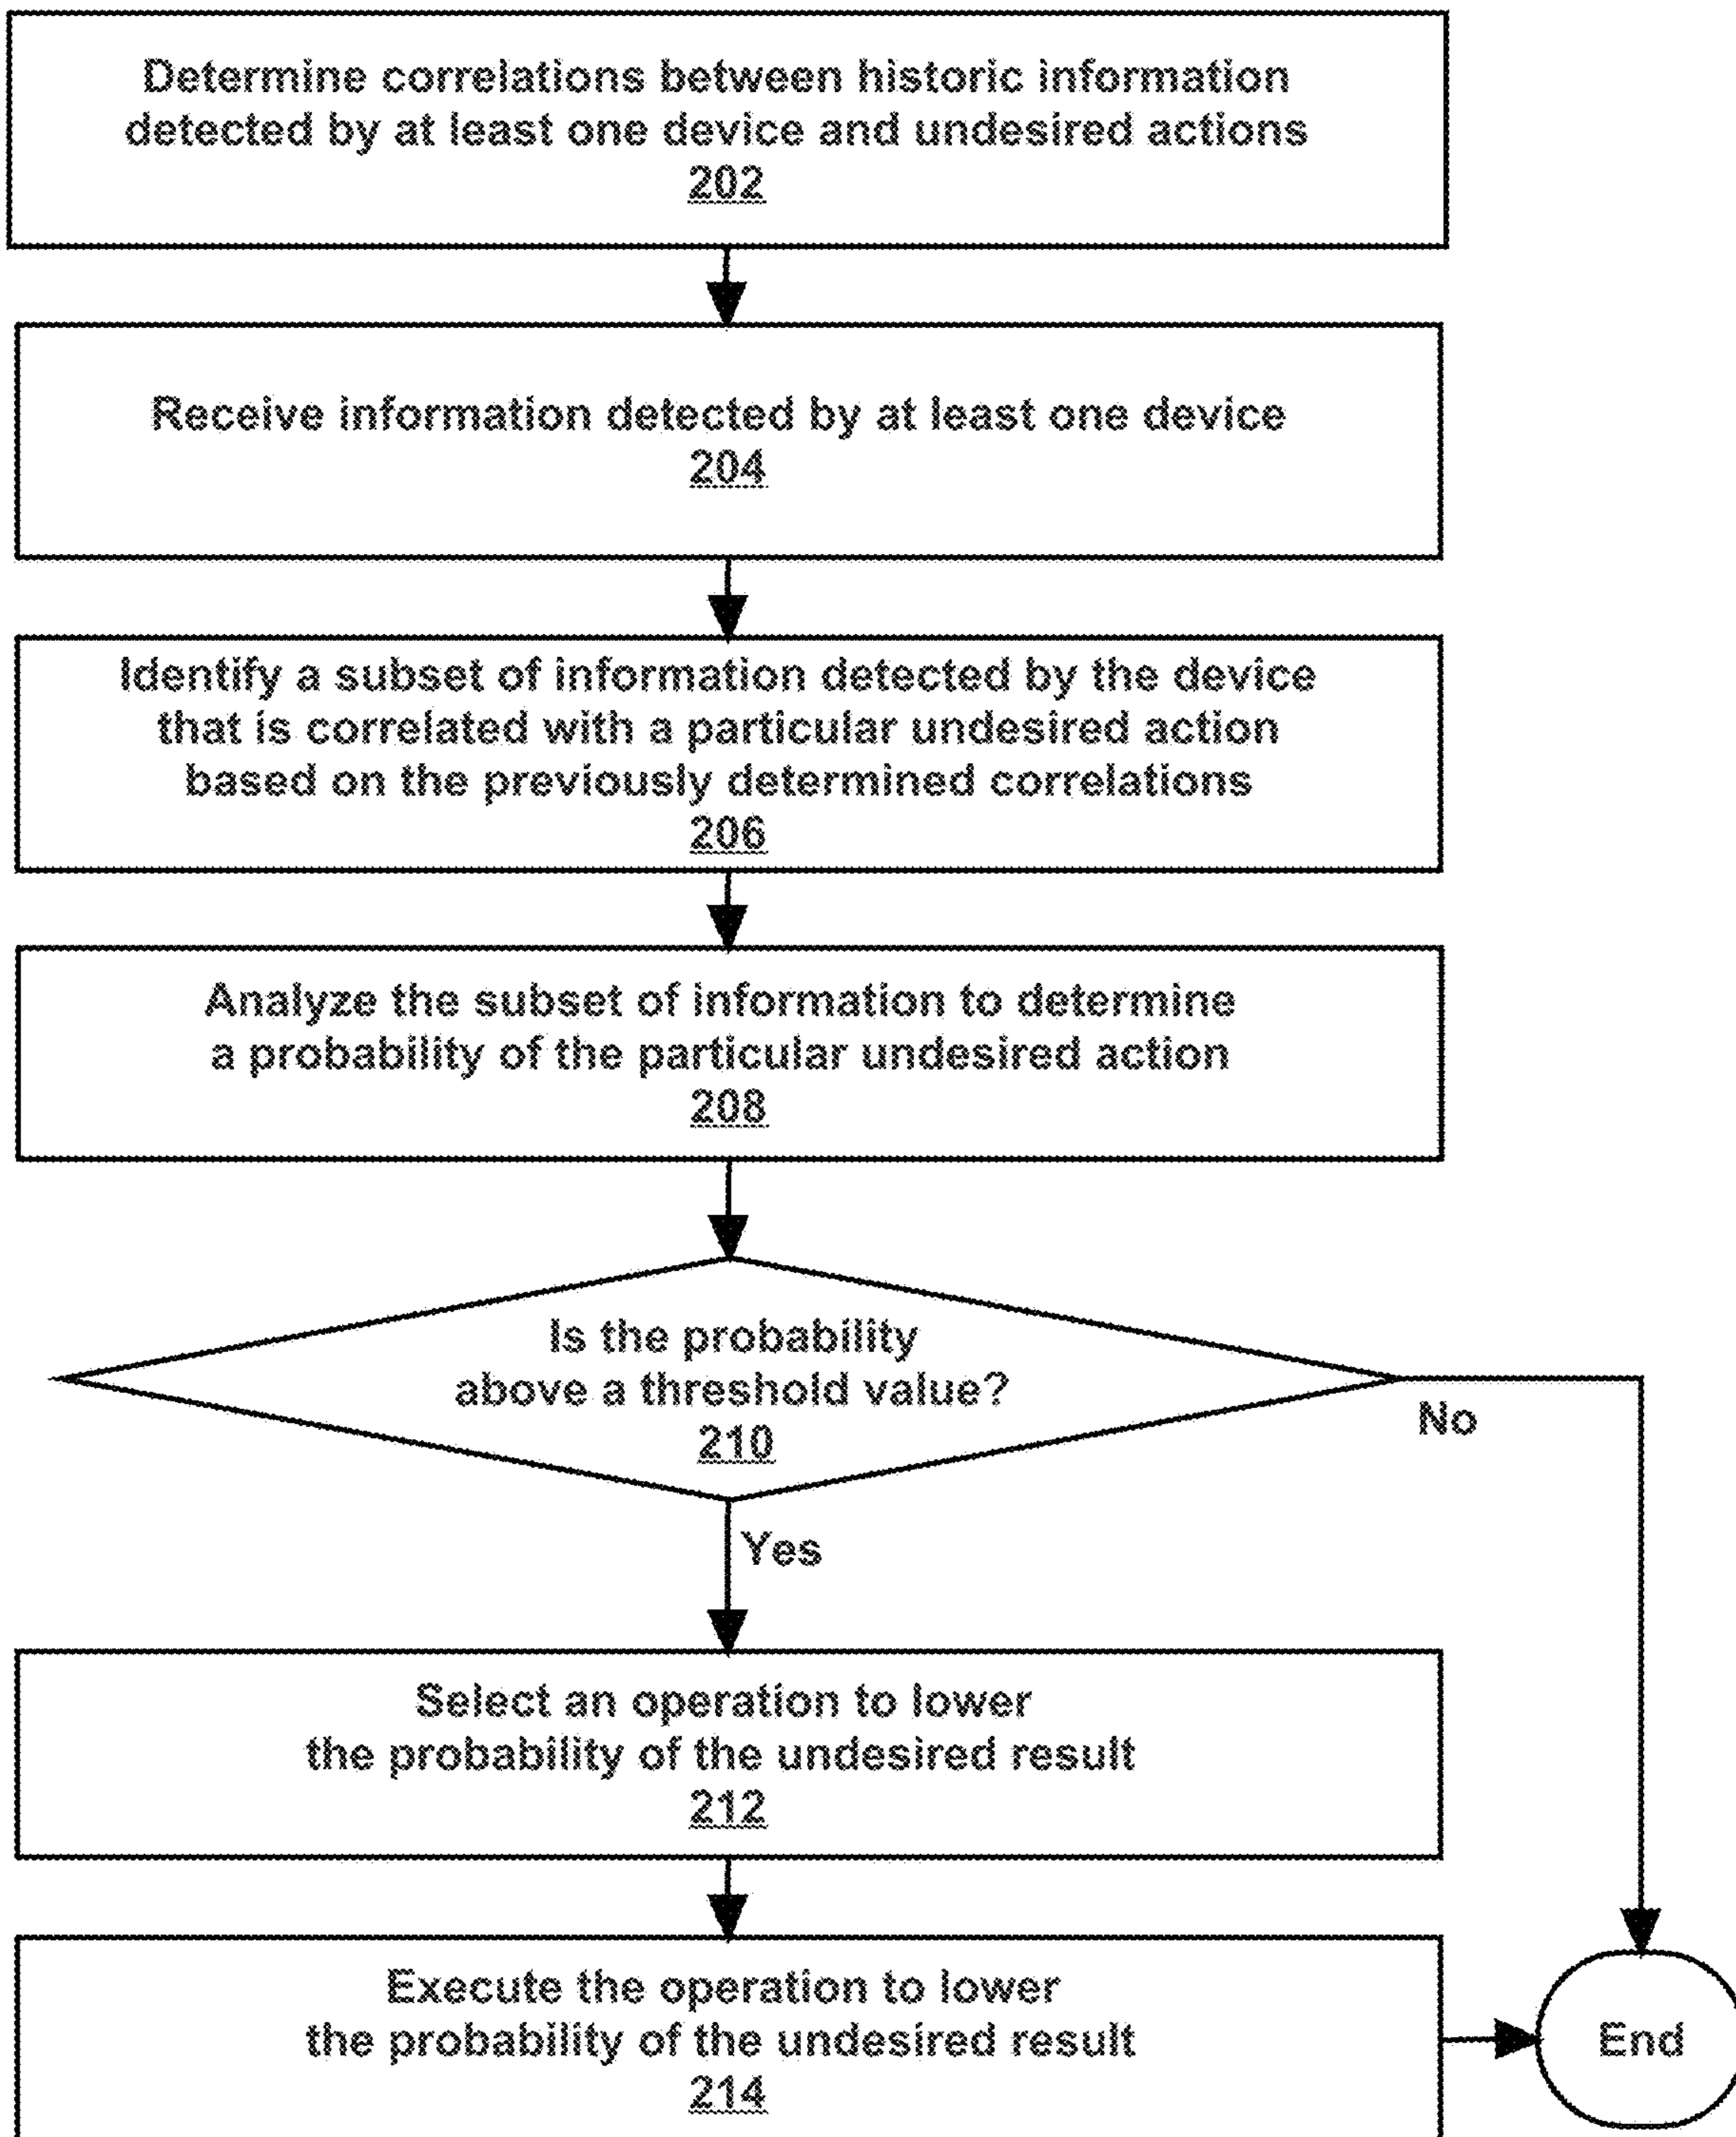 Determine correlations between historic information
detected by at least one device and undesired actions
202
Receive information detected by at least one device
204
Identify a subset of information detected by the device
that is correlated with a particular undesired action
based on the previously determined correlations
206
Analyze the subset of information to determine
a probability of the particular undesired action
208
Is the probability
above a threshold value?
210
No
Yes
Select an operation to lower
the probability of the undesired result
212
Execute the operation to lower
the probability of the undesired result
214
End